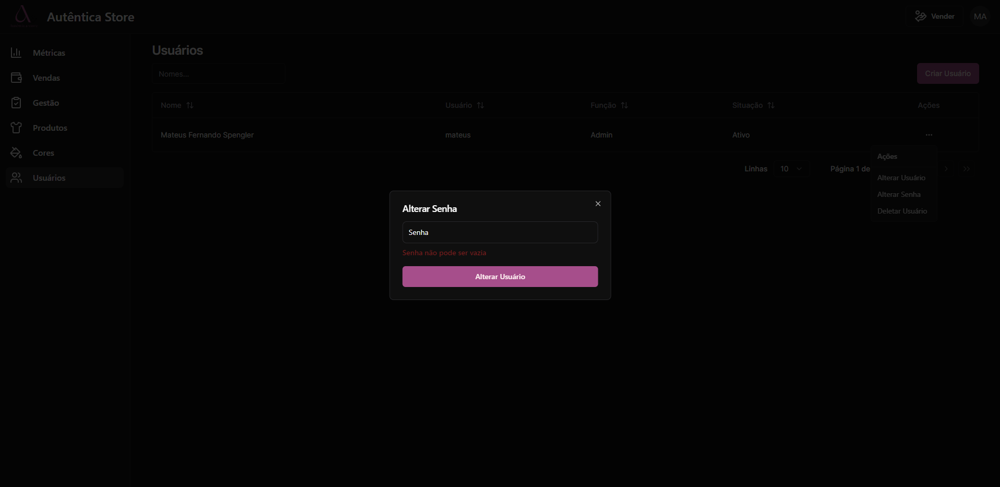 Autêntica Store
Vender
MA
Métricas
Vendas
Gestão
Produtos
Cores
Usuários
Usuários
Nomes...
Criar Usuário
Nome
Usuário
Função
Situação
Ações
Mateus Fernando Spengler
mateus
Admin
Ativo
...
Linhas
10
Página 1 de
Ações
Alterar Usuário
Alterar Senha
Deletar Usuário
Alterar Senha
Senha
Senha não pode ser vazia
Alterar Usuário